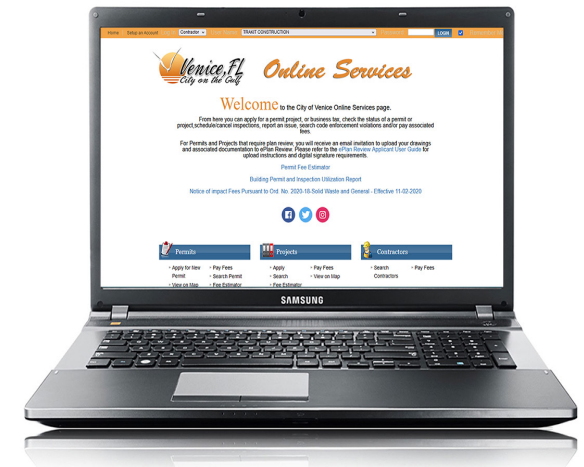 Home Setup an Account Contractor TRAKIT CONSTRUCTION LOGIN
Venice, FL
City on the Gulf
Online Services
Welcome to the City of Venice Online Services page.
From here you can apply for a permit,project, or business tax, check the status of a permit or
project,schedule/cancel inspections, report an issue, search code enforcement violations and/or pay associated
fees.
For Permits and Projects that require plan review, you will receive an email invitation to upload your drawings
and associated documentation to ePlan Review. Please refer to the ePlan Review Applicant User Guide for
upload instructions and digital signature requirements.
Permit Fee Estimator
Building Permit and Inspection Utilization Report
Notice of impact Fees Pursuant to Ord. No. 2020-18-Solid Waste and General - Effective 11-02-2020
Permits
Apply for New Permit
View on Map
Pay Fees
Search Permit
Fee Estimator
Projects
Apply
Search
Fee Estimator
Pay Fees
View on Map
Contractors
Search Contractors
Pay Fees
SAMSUNG